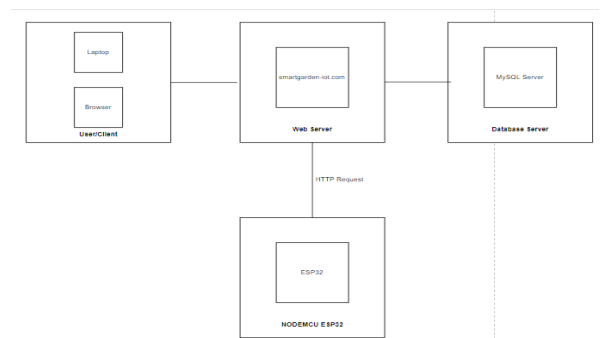 Laptop
Browser
User/Client
smartgarden-iot.com
Web Server
MySQL Server
Database Server
HTTP Request
ESP32
NODEMCU ESP32